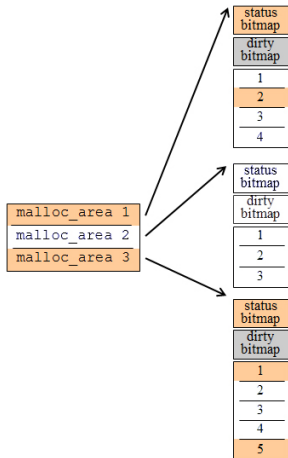 status
bitmap
dirty
bitmap
1
2
3
4
malloc_area 1
malloc_area 2
malloc_area 3
status
bitmap
dirty
bitmap
1
2
3
status
bitmap
dirty
bitmap
1
2
3
4
5